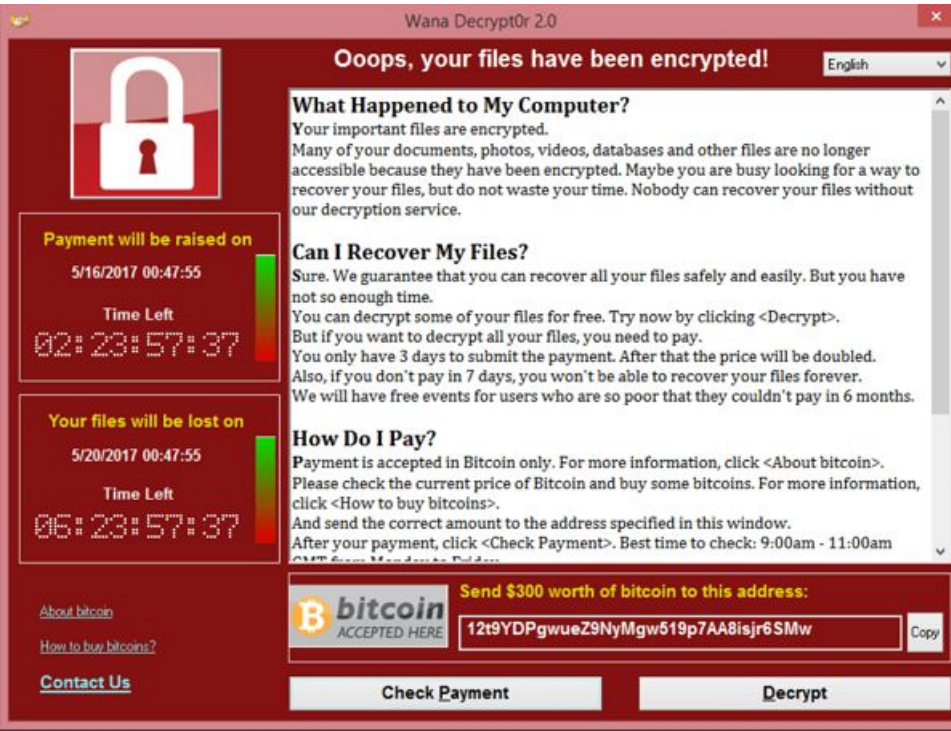 Wana Decrypt0r 2.0
Ooops, your files have been encrypted!
English
What Happened to My Computer?
Your important files are encrypted.
Many of your documents, photos, videos, databases and other files are no longer
accessible because they have been encrypted. Maybe you are busy looking for a way to
recover your files, but do not waste your time. Nobody can recover your files without
our decryption service.
Can I Recover My Files?
Sure. We guarantee that you can recover all your files safely and easily. But you have
not so enough time.
You can decrypt some of your files for free. Try now by clicking <Decrypt>.
But if you want to decrypt all your files, you need to pay.
You only have 3 days to submit the payment. After that the price will be doubled.
Also, if you don't pay in 7 days, you won't be able to recover your files forever.
We will have free events for users who are so poor that they couldn't pay in 6 months.
How Do I Pay?
Payment is accepted in Bitcoin only. For more information, click <About bitcoin>.
Please check the current price of Bitcoin and buy some bitcoins. For more information,
click <How to buy bitcoins>.
And send the correct amount to the address specified in this window.
After your payment, click <Check Payment>. Best time to check: 9:00am - 11:00am
GMT from Monday to Friday.
Payment will be raised on
5/16/2017 00:47:55
Time Left
02:23:57:37
Your files will be lost on
5/20/2017 00:47:55
Time Left
06:23:57:37
About bitcoin
How to buy bitcoins?
Contact Us
bitcoin
ACCEPTED HERE
Send $300 worth of bitcoin to this address:
12t9YDPgwueZ9NyMgw519p7AA8isjr6SMw
Copy
Check Payment
Decrypt